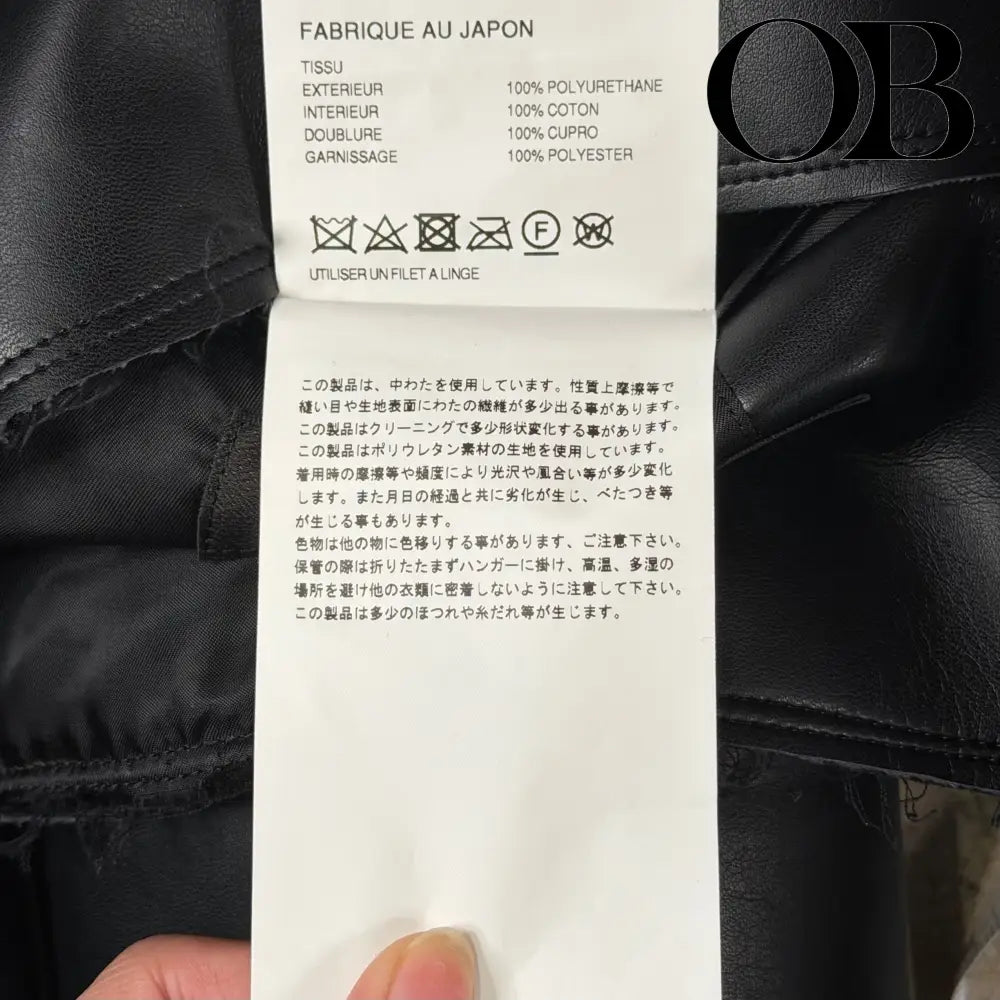 OB
FABRIQUE AU JAPON
TISSU
EXTERIEUR 100% POLYURETHANE
INTERIEUR 100% COTON
DOUBLURE 100% CUPRO
GARNISSAGE 100% POLYESTER
F W
UTILISER UN FILET A LINGE
この製品は、中わたを使用しています。性質上摩擦等で
縫い目や生地表面にわたの繊維が多少出る事があります。
この製品はクリーニングで多少形状変化する事があります。
この製品はポリウレタン素材の生地を使用しています。
着用時の摩擦等や頻度により光沢や風合い等が多少変化
します。また月日の経過と共に劣化が生じ、べたつき等
が生じる事もあります。
色物は他の物に色移りする事があります、ご注意下さい。
保管の際は折りたたまずハンガーに掛け、高温、多湿の
場所を避け他の衣類に密着しないように注意して下さい。
この製品は多少のほつれや糸だれ等が生じます。